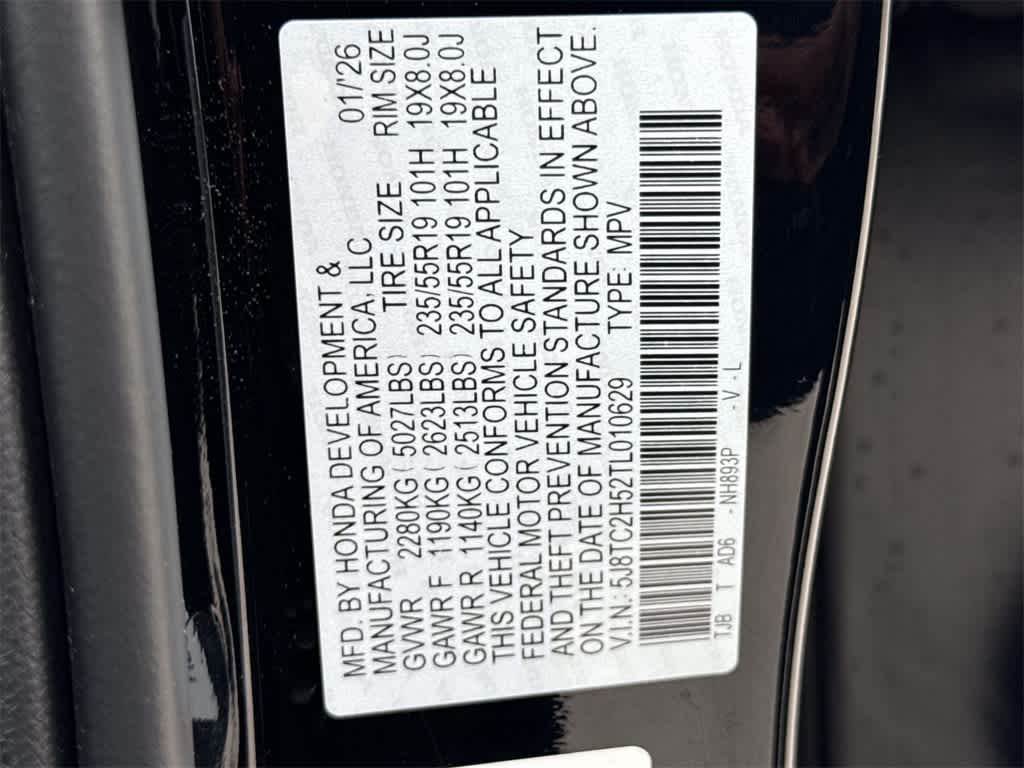 MFD. BY HONDA DEVELOPMENT &
MANUFACTURING OF AMERICA, LLC 01/'26
TIRE SIZE RIM SIZE
GVWR 2280KG (5027LBS)
GAWR F 1190KG (2623LBS) 235/55R19 101H 19X8.0J
GAWR R 1140KG (2513LBS) 235/55R19 101H 19X8.0J
THIS VEHICLE CONFORMS TO ALL APPLICABLE
FEDERAL MOTOR VEHICLE SAFETY
AND THEFT PREVENTION STANDARDS IN EFFECT
ON THE DATE OF MANUFACTURE SHOWN ABOVE.
V.I.N: 5J8TC2H52TL010629 TYPE: MPV
TJB T AD6 - NH893P - V - L